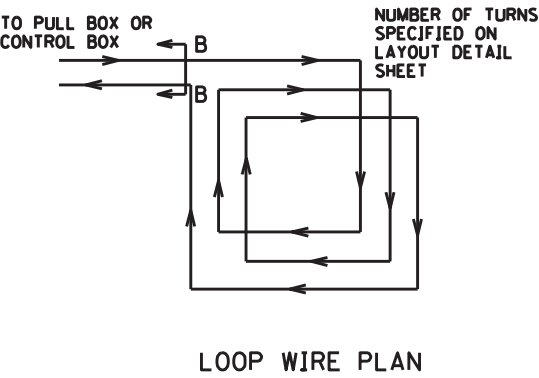 TO PULL BOX OR
CONTROL BOX
B
B
NUMBER OF TURNS
SPECIFIED ON
LAYOUT DETAIL
SHEET
LOOP WIRE PLAN